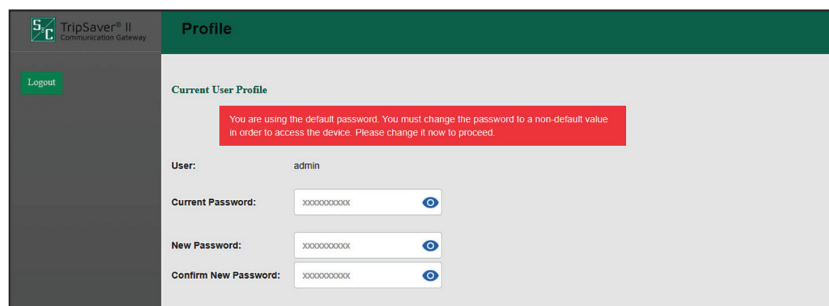 S&C
TripSaver® II
Communication Gateway
Profile
Logout
Current User Profile
You are using the default password. You must change the password to a non-default value
in order to access the device. Please change it now to proceed.
User: admin
Current Password: xxxxxxxxxx
New Password: xxxxxxxxxx
Confirm New Password: xxxxxxxxxx